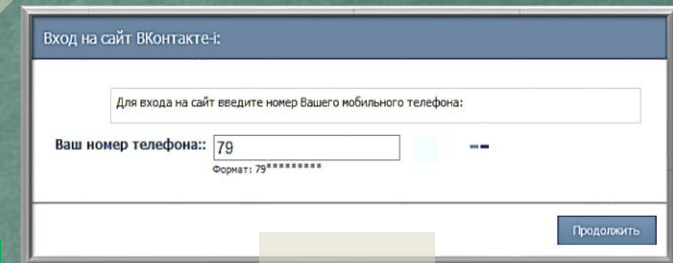 Вход на сайт ВКонтакте-i:
Для входа на сайт введите номер Вашего мобильного телефона:
Ваш номер телефона:: 79
Формат: 79*********
Продолжить